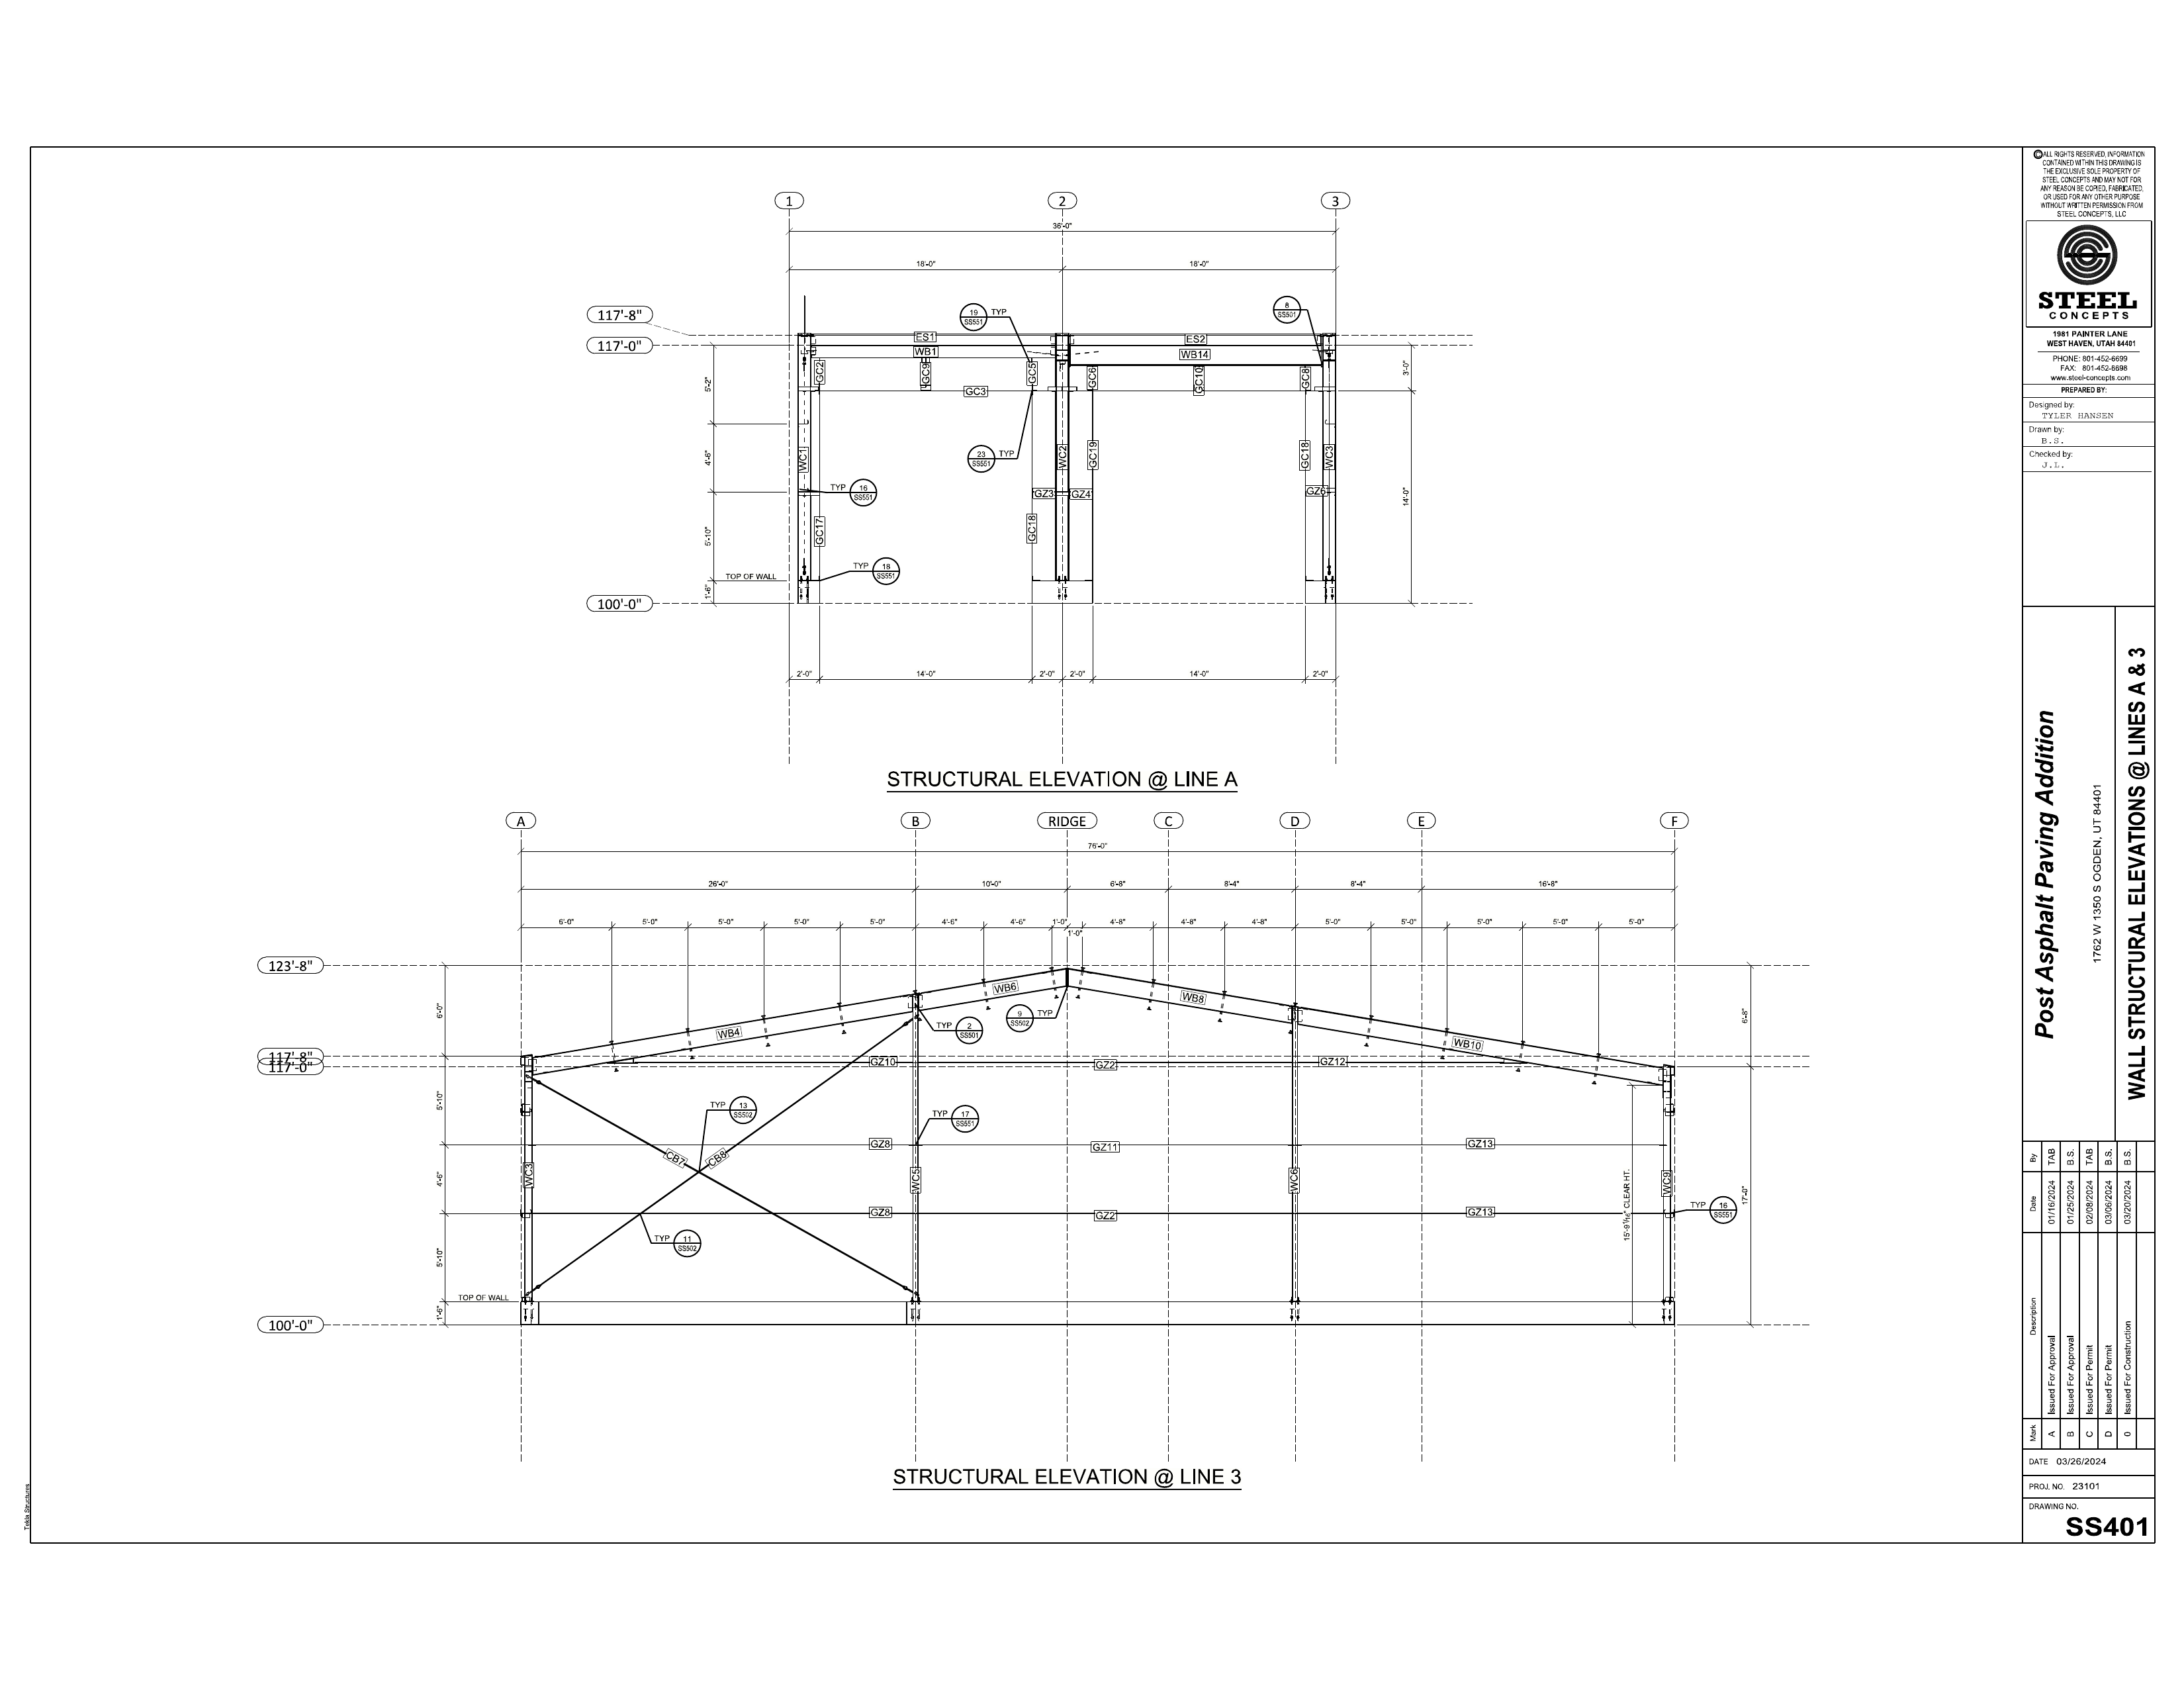 1
2
3
36'-0"
18'-0"
18'-0"
19
SS551
TYP
8
SS501
117'-8"
117'-0"
ES1
ES2
WB1
WB14
GC2
GC9
GC5
GC6
GC10
GC8
GC3
5'-2"
3'-0"
4'-6"
23
SS551
TYP
WC1
WC2
GC19
GC18
WC3
TYP
16
SS551
GZ3
GZ4
GZ6
14'-0"
5'-10"
GC17
GC18
TYP
18
SS551
TOP OF WALL
1'-6"
100'-0"
2'-0"
14'-0"
2'-0"
2'-0"
14'-0"
2'-0"
STRUCTURAL ELEVATION @ LINE A
A
B
RIDGE
C
D
E
F
76'-0"
26'-0"
10'-0"
6'-8"
8'-4"
8'-4"
16'-8"
6'-0"
5'-0"
5'-0"
5'-0"
5'-0"
4'-6"
4'-6"
1'-0"
1'-0"
4'-8"
4'-8"
4'-8"
5'-0"
5'-0"
5'-0"
5'-0"
5'-0"
123'-8"
6'-0"
6'-8"
WB4
WB6
WB8
WB10
TYP
2
SS501
9
SS502
TYP
117'-8"
117'-0"
GZ10
GZ2
GZ12
5'-10"
TYP
13
SS502
TYP
17
SS551
GZ8
GZ11
GZ13
CB7
CB8
4'-6"
WC3
WC5
WC6
WC9
15'-9⁹⁄₁₆" CLEAR HT.
17'-0"
GZ8
GZ2
GZ13
TYP
16
SS551
TYP
11
SS502
5'-10"
TOP OF WALL
1'-6"
100'-0"
STRUCTURAL ELEVATION @ LINE 3
Tekla Structures
© ALL RIGHTS RESERVED, INFORMATION
CONTAINED WITHIN THIS DRAWING IS
THE EXCLUSIVE SOLE PROPERTY OF
STEEL CONCEPTS AND MAY NOT FOR
ANY REASON BE COPIED, FABRICATED,
OR USED FOR ANY OTHER PURPOSE
WITHOUT WRITTEN PERMISSION FROM
STEEL CONCEPTS, LLC
STEEL
CONCEPTS
1981 PAINTER LANE
WEST HAVEN, UTAH 84401
PHONE: 801-452-6699
FAX: 801-452-8698
www.steel-concepts.com
PREPARED BY:
Designed by:
TYLER HANSEN
Drawn by:
B.S.
Checked by:
J.L.
Post Asphalt Paving Addition
1762 W 1350 S OGDEN, UT 84401
WALL STRUCTURAL ELEVATIONS @ LINES A & 3
Mark Description Date By
A Issued For Approval 01/16/2024 TAB
B Issued For Approval 01/25/2024 B.S.
C Issued For Permit 02/08/2024 TAB
D Issued For Permit 03/06/2024 B.S.
0 Issued For Construction 03/20/2024 B.S.
DATE 03/26/2024
PROJ. NO. 23101
DRAWING NO.
SS401